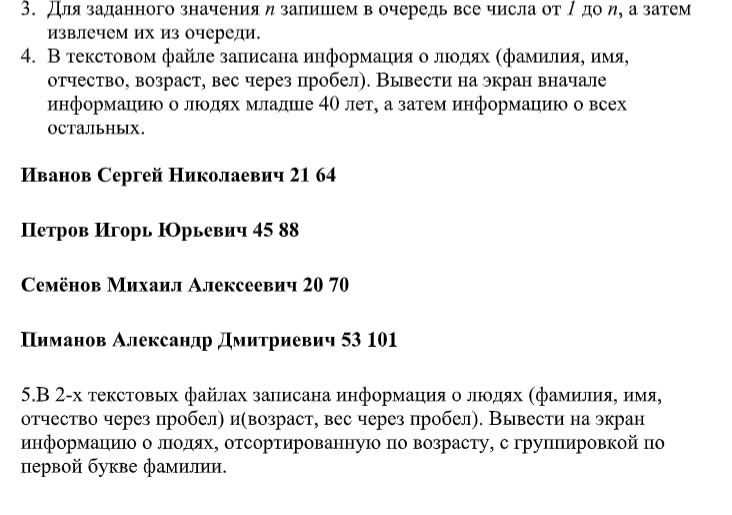 3. Для заданного значения n запишем в очередь все числа от 1 до n, а затем
извлечем их из очереди.
4. В текстовом файле записана информация о людях (фамилия, имя,
отчество, возраст, вес через пробел). Вывести на экран вначале
информацию о людях младше 40 лет, а затем информацию о всех
остальных.
Иванов Сергей Николаевич 21 64
Петров Игорь Юрьевич 45 88
Семёнов Михаил Алексеевич 20 70
Пиманов Александр Дмитриевич 53 101
5.В 2-х текстовых файлах записана информация о людях (фамилия, имя,
отчество через пробел) и(возраст, вес через пробел). Вывести на экран
информацию о людях, отсортированную по возрасту, с группировкой по
первой букве фамилии.